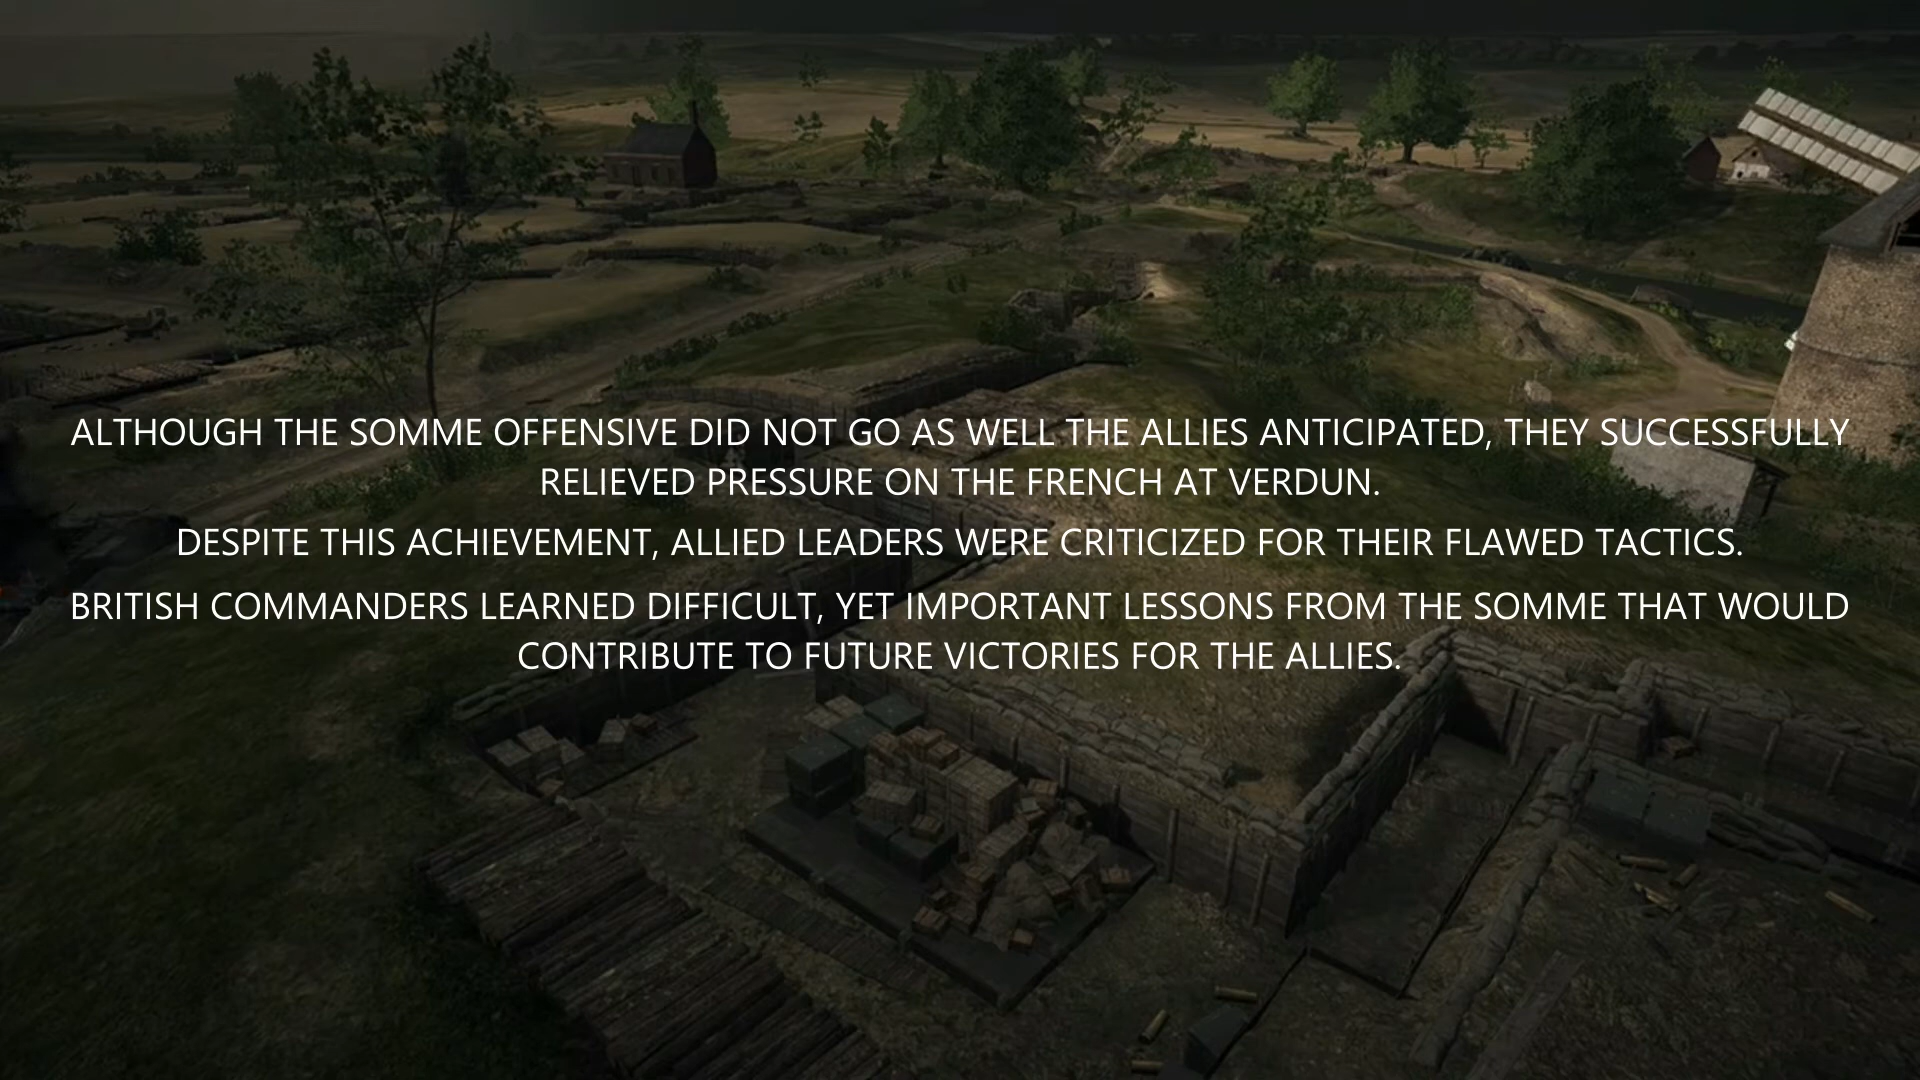 ALTHOUGH THE SOMME OFFENSIVE DID NOT GO AS WELL THE ALLIES ANTICIPATED, THEY SUCCESSFULLY
RELIEVED PRESSURE ON THE FRENCH AT VERDUN.
DESPITE THIS ACHIEVEMENT, ALLIED LEADERS WERE CRITICIZED FOR THEIR FLAWED TACTICS.
BRITISH COMMANDERS LEARNED DIFFICULT, YET IMPORTANT LESSONS FROM THE SOMME THAT WOULD
CONTRIBUTE TO FUTURE VICTORIES FOR THE ALLIES.